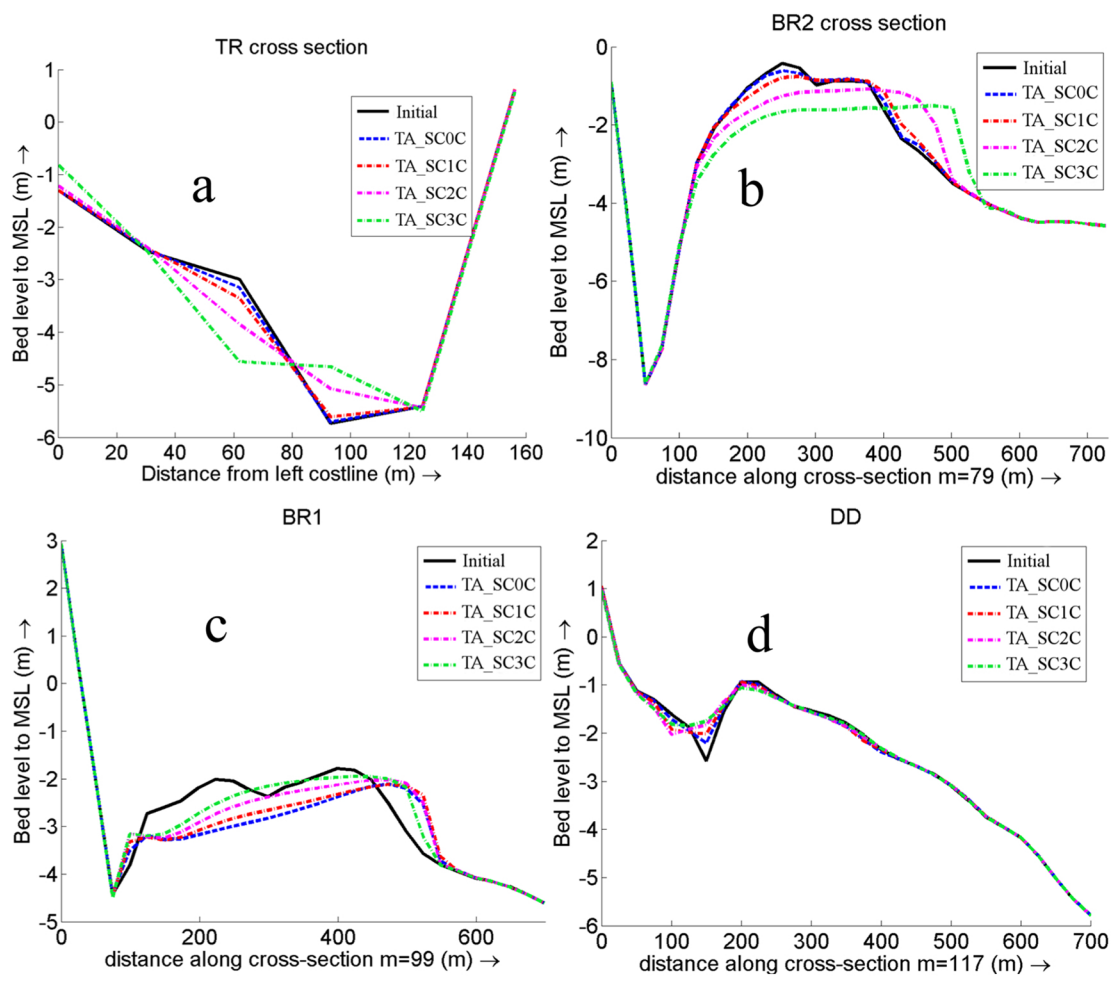 TR cross section
1
0
-1
-2
-3
-4
-5
-6
0 20 40 60 80 100 120 140 160
Bed level to MSL (m) →
Distance from left costline (m) →
Initial
TA_SC0C
TA_SC1C
TA_SC2C
TA_SC3C
a
BR2 cross section
0
-2
-4
-6
-8
-10
0 100 200 300 400 500 600 700
Bed level to MSL (m) →
distance along cross-section m=79 (m) →
Initial
TA_SC0C
TA_SC1C
TA_SC2C
TA_SC3C
b
BR1
3
2
1
0
-1
-2
-3
-4
-5
0 200 400 600
Bed level to MSL (m) →
distance along cross-section m=99 (m) →
Initial
TA_SC0C
TA_SC1C
TA_SC2C
TA_SC3C
c
DD
2
1
0
-1
-2
-3
-4
-5
-6
0 100 200 300 400 500 600 700
Bed level to MSL (m) →
distance along cross-section m=117 (m) →
Initial
TA_SC0C
TA_SC1C
TA_SC2C
TA_SC3C
d